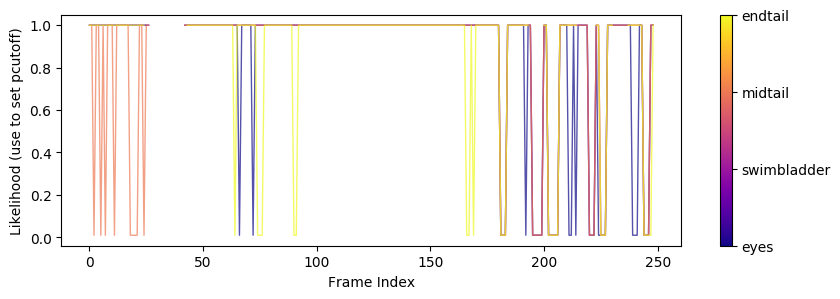 Likelihood (use to set pcutoff)
1.0
0.8
0.6
0.4
0.2
0.0
0
50
100
150
200
250
Frame Index
endtail
midtail
swimbladder
eyes